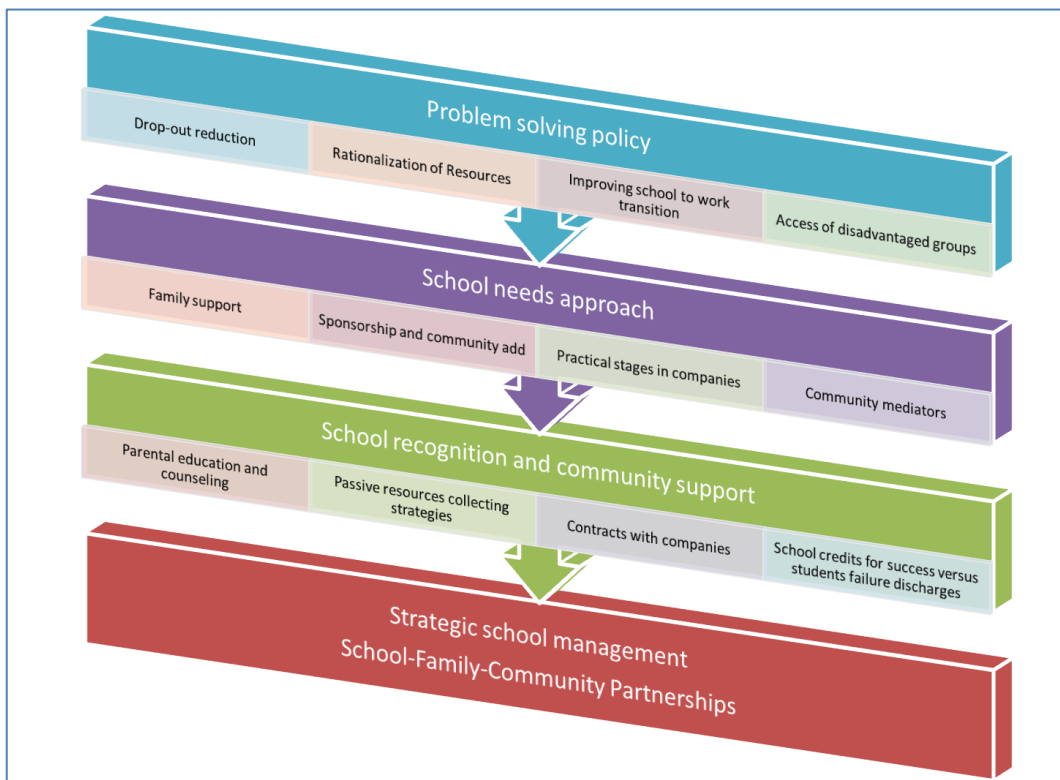 Problem solving policy
Drop-out reduction
Rationalization of Resources
Improving school to work
transition
Access of disadvantaged groups
School needs approach
Family support
Sponsorship and community add
Practical stages in companies
Community mediators
School recognition and community support
Parental education and
counseling
Passive resources collecting
strategies
Contracts with companies
School credits for success versus
students failure discharges
Strategic school management
School-Family-Community Partnerships